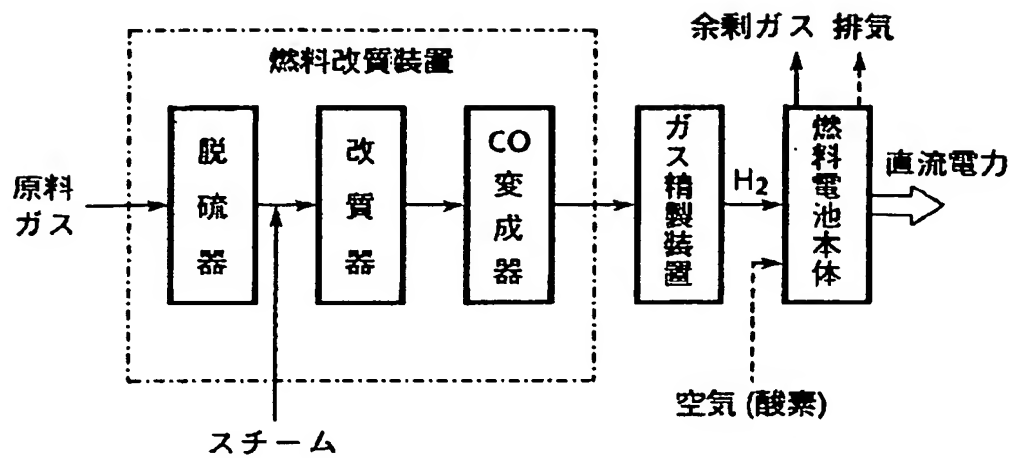 余剰ガス 排気
燃料改質装置
原料
ガス
脱硫器
改質器
CO
変成器
ガス精製装置
H₂
燃料電池本体
直流電力
空気(酸素)
スチーム